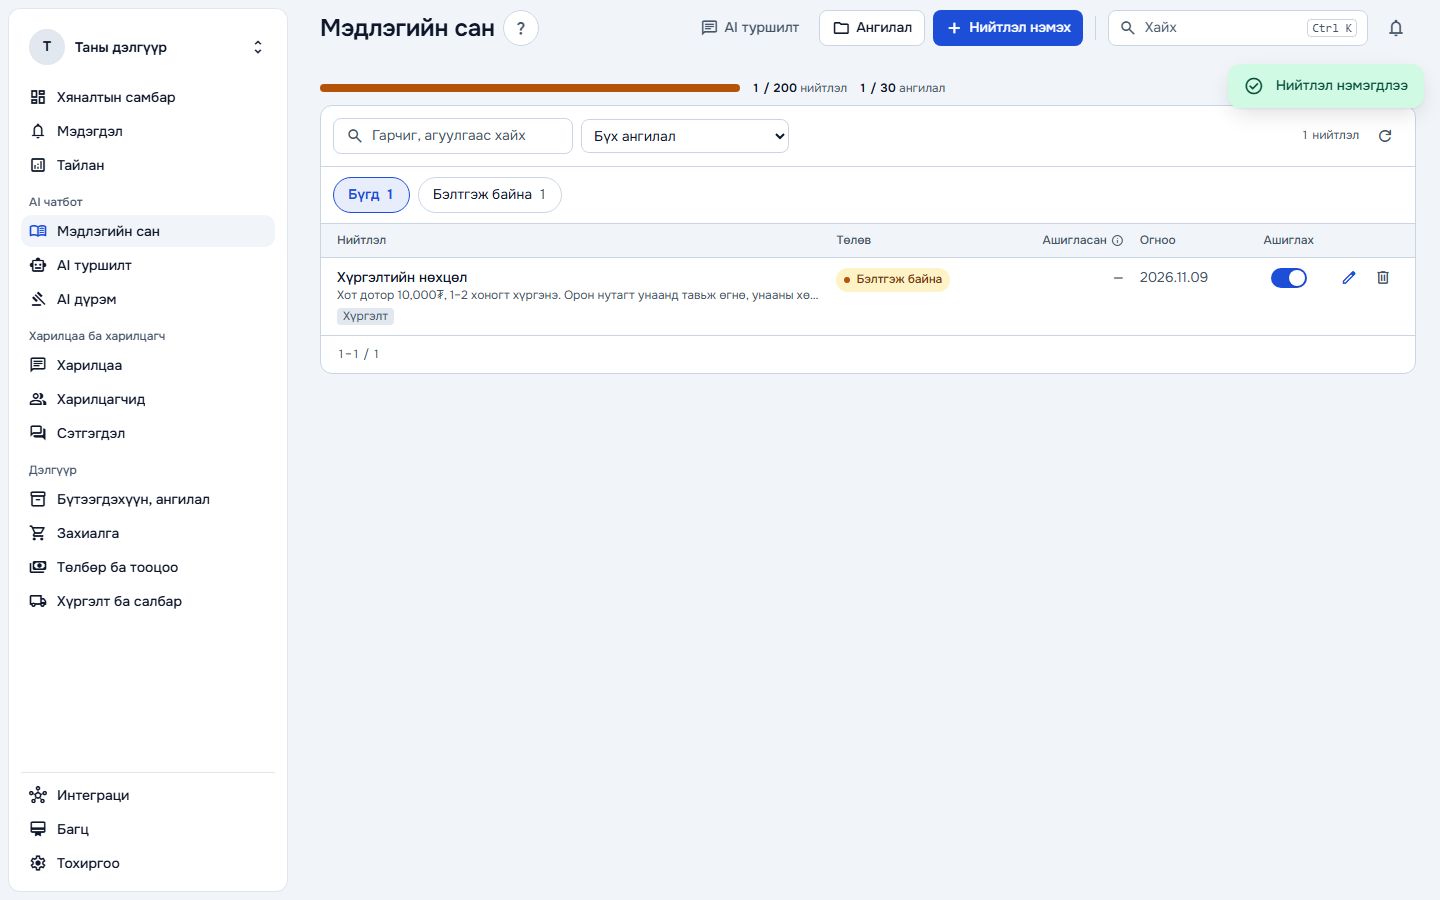 T Таны дэлгүүр
Хяналтын самбар
Мэдэгдэл
Тайлан
AI чатбот
Мэдлэгийн сан
AI туршилт
AI дүрэм
Харилцаа ба харилцагч
Харилцаа
Харилцагчид
Сэтгэгдэл
Дэлгүүр
Бүтээгдэхүүн, ангилал
Захиалга
Төлбөр ба тооцоо
Хүргэлт ба салбар
Интеграци
Багц
Тохиргоо
Мэдлэгийн сан ? AI туршилт Ангилал + Нийтлэл нэмэх Хайх Ctrl K
1 / 200 нийтлэл 1 / 30 ангилал
Нийтлэл нэмэгдлээ
Гарчиг, агуулгаас хайх Бүх ангилал 1 нийтлэл
Бүгд 1 Бэлтгэж байна 1
Нийтлэл Төлөв Ашигласан Огноо Ашиглах
Хүргэлтийн нөхцөл Бэлтгэж байна – 2026.11.09
Хот дотор 10,000₮, 1–2 хоногт хүргэнэ. Орон нутагт унаанд тавьж өгнө, унааны хө...
Хүргэлт
1–1 / 1